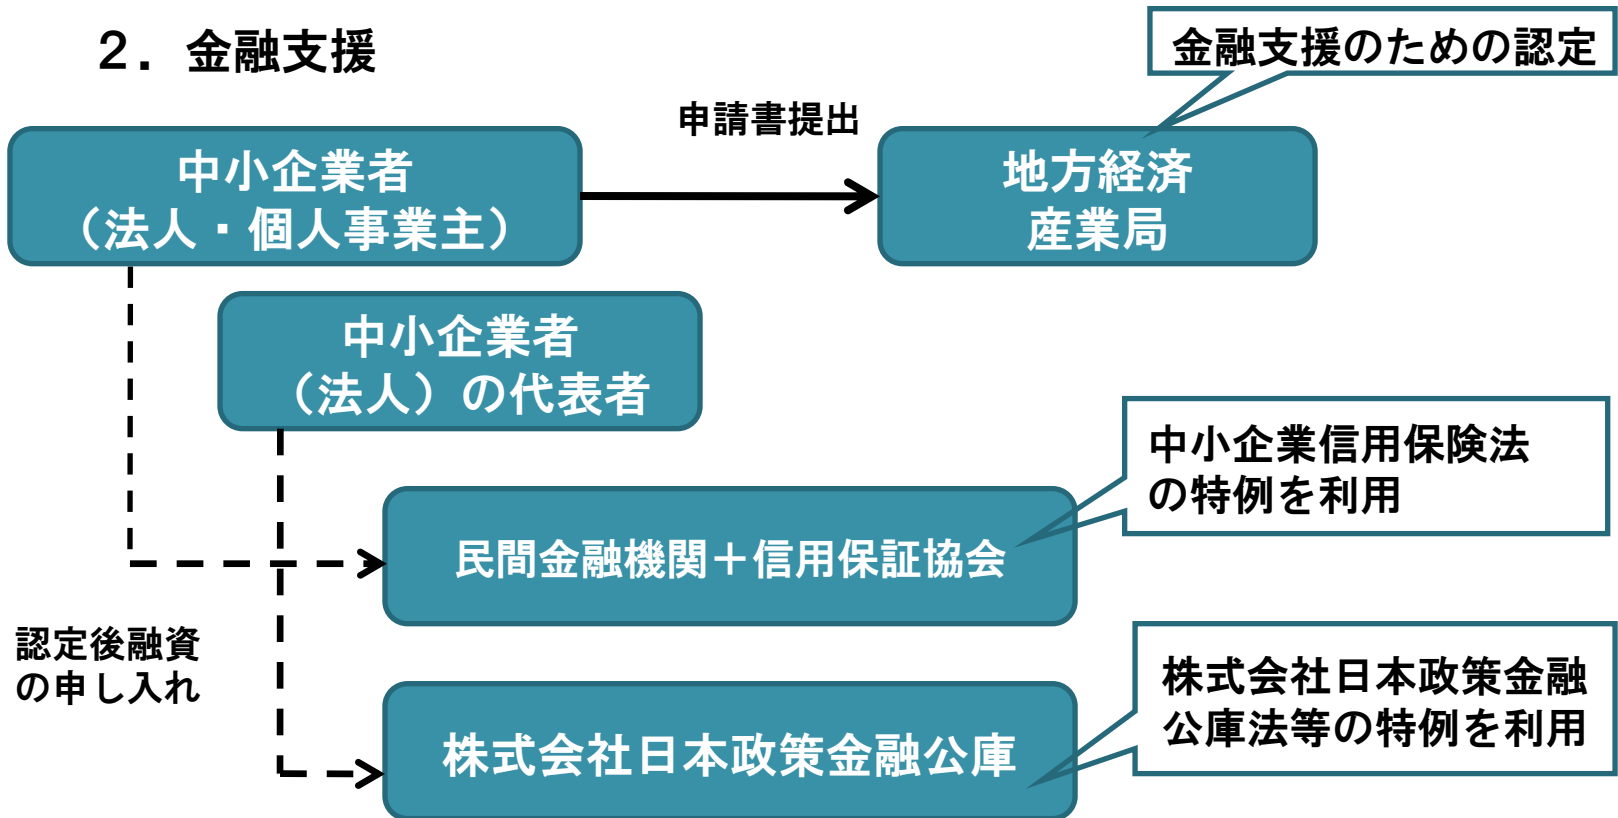 ２．金融支援
金融支援のための認定
申請書提出
中小企業者
（法人・個人事業主）
地方経済
産業局
中小企業者
（法人）の代表者
中小企業信用保険法
の特例を利用
民間金融機関＋信用保証協会
認定後融資
の申し入れ
株式会社日本政策金融
公庫法等の特例を利用
株式会社日本政策金融公庫